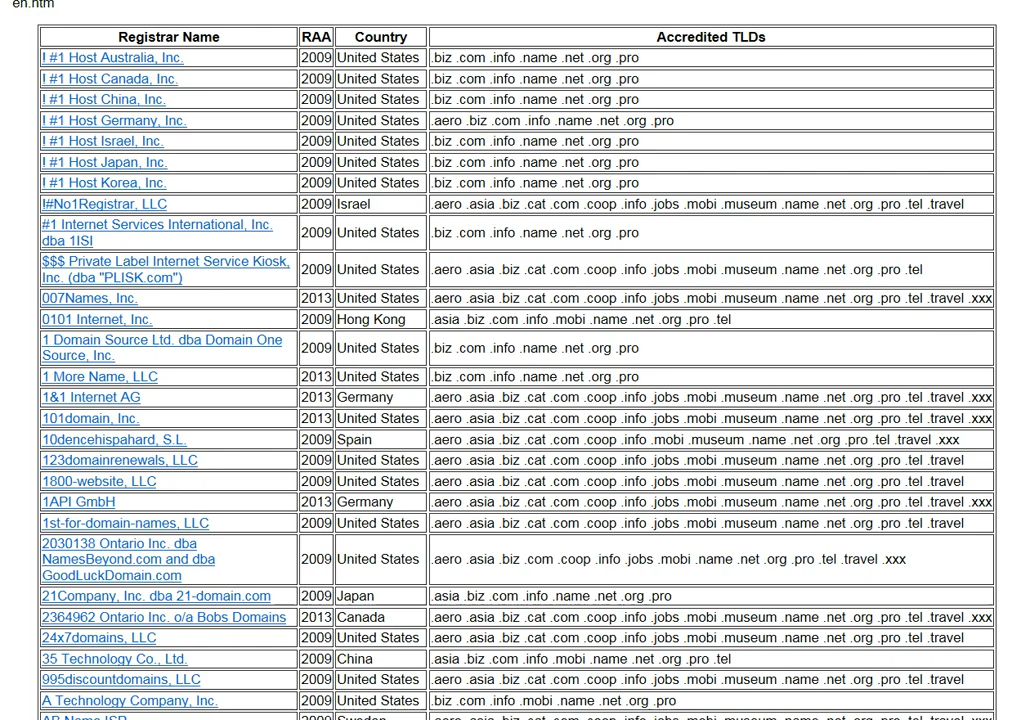 en.htm
Registrar Name RAA Country Accredited TLDs
! #1 Host Australia, Inc. 2009 United States .biz .com .info .name .net .org .pro
! #1 Host Canada, Inc. 2009 United States .biz .com .info .name .net .org .pro
! #1 Host China, Inc. 2009 United States .biz .com .info .name .net .org .pro
! #1 Host Germany, Inc. 2009 United States .aero .biz .com .info .name .net .org .pro
! #1 Host Israel, Inc. 2009 United States .biz .com .info .name .net .org .pro
! #1 Host Japan, Inc. 2009 United States .biz .com .info .name .net .org .pro
! #1 Host Korea, Inc. 2009 United States .biz .com .info .name .net .org .pro
!#No1Registrar, LLC 2009 Israel .aero .asia .biz .cat .com .coop .info .jobs .mobi .museum .name .net .org .pro .tel .travel
#1 Internet Services International, Inc.
dba 1ISI 2009 United States .biz .com .info .name .net .org .pro
$$$ Private Label Internet Service Kiosk,
Inc. (dba "PLISK.com") 2009 United States .aero .asia .biz .cat .com .coop .info .jobs .mobi .museum .name .net .org .pro .tel
007Names, Inc. 2013 United States .aero .asia .biz .cat .com .coop .info .jobs .mobi .museum .name .net .org .pro .tel .travel .xxx
0101 Internet, Inc. 2009 Hong Kong .asia .biz .com .info .mobi .name .net .org .pro .tel
1 Domain Source Ltd. dba Domain One
Source, Inc. 2009 United States .biz .com .info .name .net .org .pro
1 More Name, LLC 2013 United States .biz .com .info .name .net .org .pro
1&1 Internet AG 2013 Germany .aero .asia .biz .cat .com .coop .info .jobs .mobi .museum .name .net .org .pro .tel .travel .xxx
101domain, Inc. 2013 United States .aero .asia .biz .cat .com .coop .info .jobs .mobi .museum .name .net .org .pro .tel .travel .xxx
10dencehispahard, S.L. 2009 Spain .aero .asia .biz .cat .com .coop .info .mobi .museum .name .net .org .pro .tel .travel .xxx
123domainrenewals, LLC 2009 United States .aero .asia .biz .cat .com .coop .info .jobs .mobi .museum .name .net .org .pro .tel .travel
1800-website, LLC 2009 United States .aero .asia .biz .cat .com .coop .info .jobs .mobi .museum .name .net .org .pro .tel .travel
1API GmbH 2013 Germany .aero .asia .biz .cat .com .coop .info .jobs .mobi .museum .name .net .org .pro .tel .travel .xxx
1st-for-domain-names, LLC 2009 United States .aero .asia .biz .cat .com .coop .info .jobs .mobi .museum .name .net .org .pro .tel .travel
2030138 Ontario Inc. dba
NamesBeyond.com and dba 2009 United States .aero .asia .biz .com .coop .info .jobs .mobi .name .net .org .pro .tel .travel .xxx
GoodLuckDomain.com
21Company, Inc. dba 21-domain.com 2009 Japan .asia .biz .com .info .name .net .org .pro
2364962 Ontario Inc. o/a Bobs Domains 2013 Canada .aero .asia .biz .cat .com .coop .info .jobs .mobi .museum .name .net .org .pro .tel .travel .xxx
24x7domains, LLC 2009 United States .aero .asia .biz .cat .com .coop .info .jobs .mobi .museum .name .net .org .pro .tel .travel
35 Technology Co., Ltd. 2009 China .asia .biz .com .info .mobi .name .net .org .pro .tel
995discountdomains, LLC 2009 United States .aero .asia .biz .cat .com .coop .info .jobs .mobi .museum .name .net .org .pro .tel .travel
A Technology Company, Inc. 2009 United States .biz .com .info .mobi .name .net .org .pro
AB Name ISP 2009 Sweden .aero .asia .biz .cat .com .coop .info .jobs .mobi .museum .name .net .org .pro .tel .travel .xxx